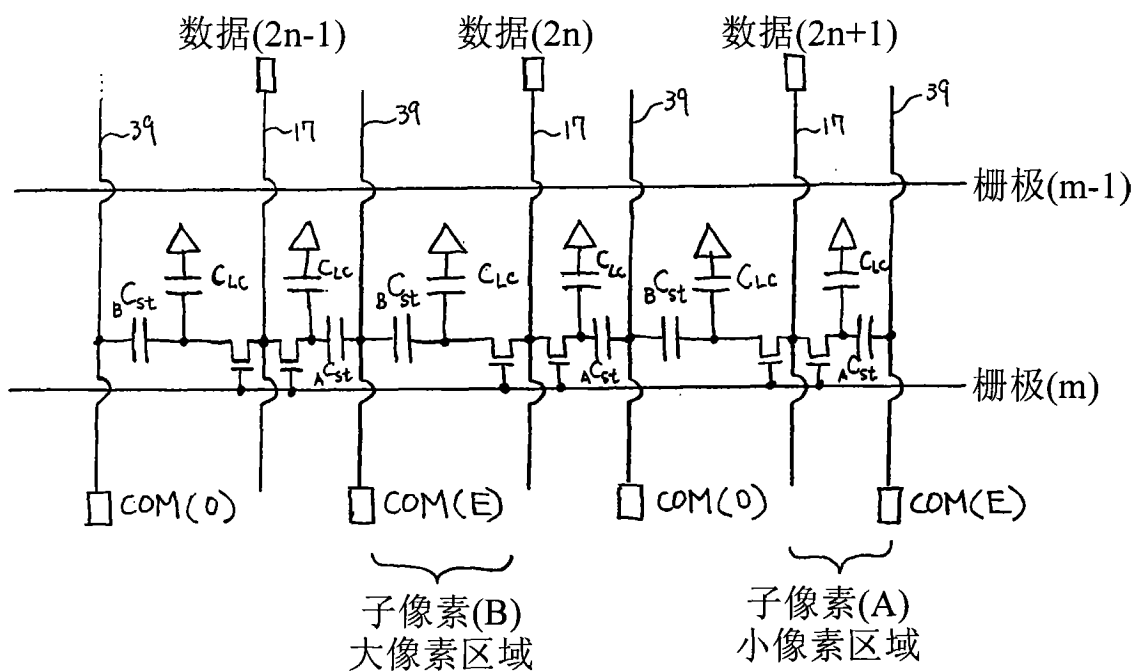 数据(2n-1) 数据(2n) 数据(2n+1)
39 17 39 17 39 17 39
栅极(m-1)
CLC CLC CLC CLC CLC CLC
BCst BCst BCst
ACst ACst ACst
栅极(m)
COM(O) COM(E) COM(O) COM(E)
子像素(B) 子像素(A)
大像素区域 小像素区域